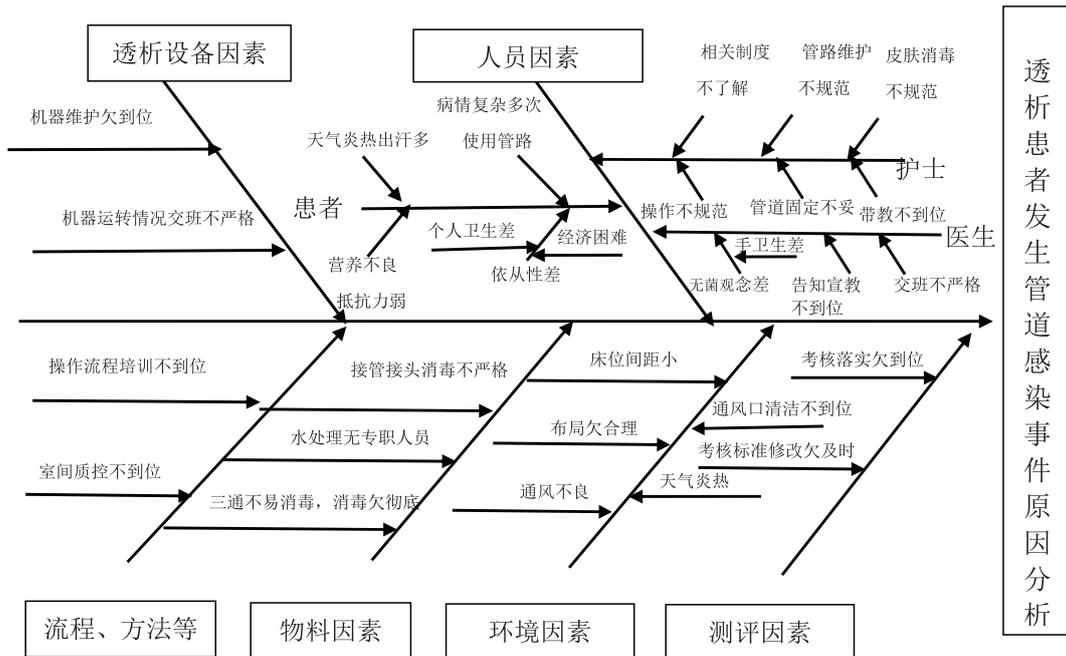 透析设备因素
人员因素
相关制度
不了解
管路维护
不规范
皮肤消毒
不规范
机器维护欠到位
病情复杂多次
使用管路
天气炎热出汗多
护士
患者
操作不规范
管道固定不妥
带教不到位
机器运转情况交班不严格
个人卫生差
经济困难
手卫生差
医生
营养不良
依从性差
无菌观念差
告知宣教
不到位
交班不严格
抵抗力弱
操作流程培训不到位
接管接头消毒不严格
床位间距小
考核落实欠到位
通风口清洁不到位
水处理无专职人员
布局欠合理
考核标准修改欠及时
室间质控不到位
三通不易消毒，消毒欠彻底
通风不良
天气炎热
流程、方法等
物料因素
环境因素
测评因素
透析患者发生管道感染事件原因分析